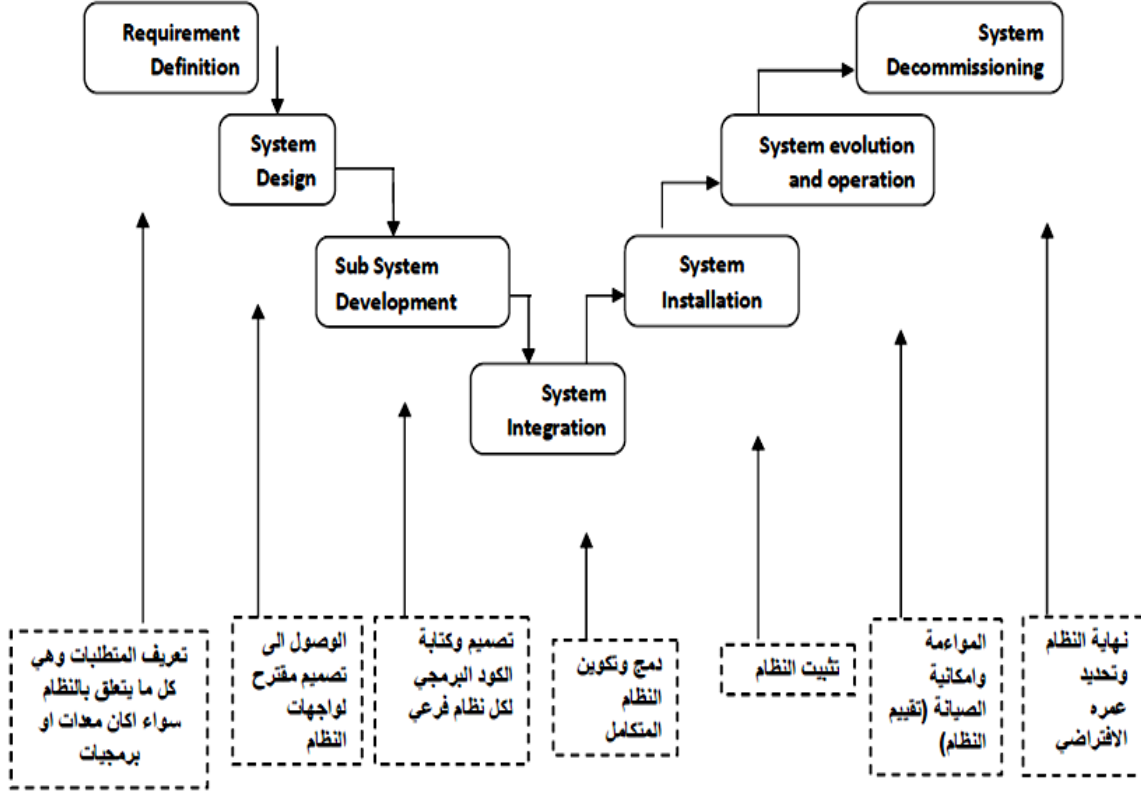 Requirement
Definition
System
Decommissioning
System
Design
System evolution
and operation
Sub System
Development
System
Installation
System
Integration
تعريف المتطلبات وهي
كل ما يتعلق بالنظام
سواء اكان معدات او
برمجيات
الوصول الى
تصميم مقترح
لواجهات
النظام
تصميم وكتابة
الكود البرمجي
لكل نظام فرعي
دمج وتكوين
النظام
المتكامل
تثبيت النظام
المواءمة
وامكانية
الصيانة (تقييم
النظام)
نهاية النظام
وتحديد
عمره
الافتراضي